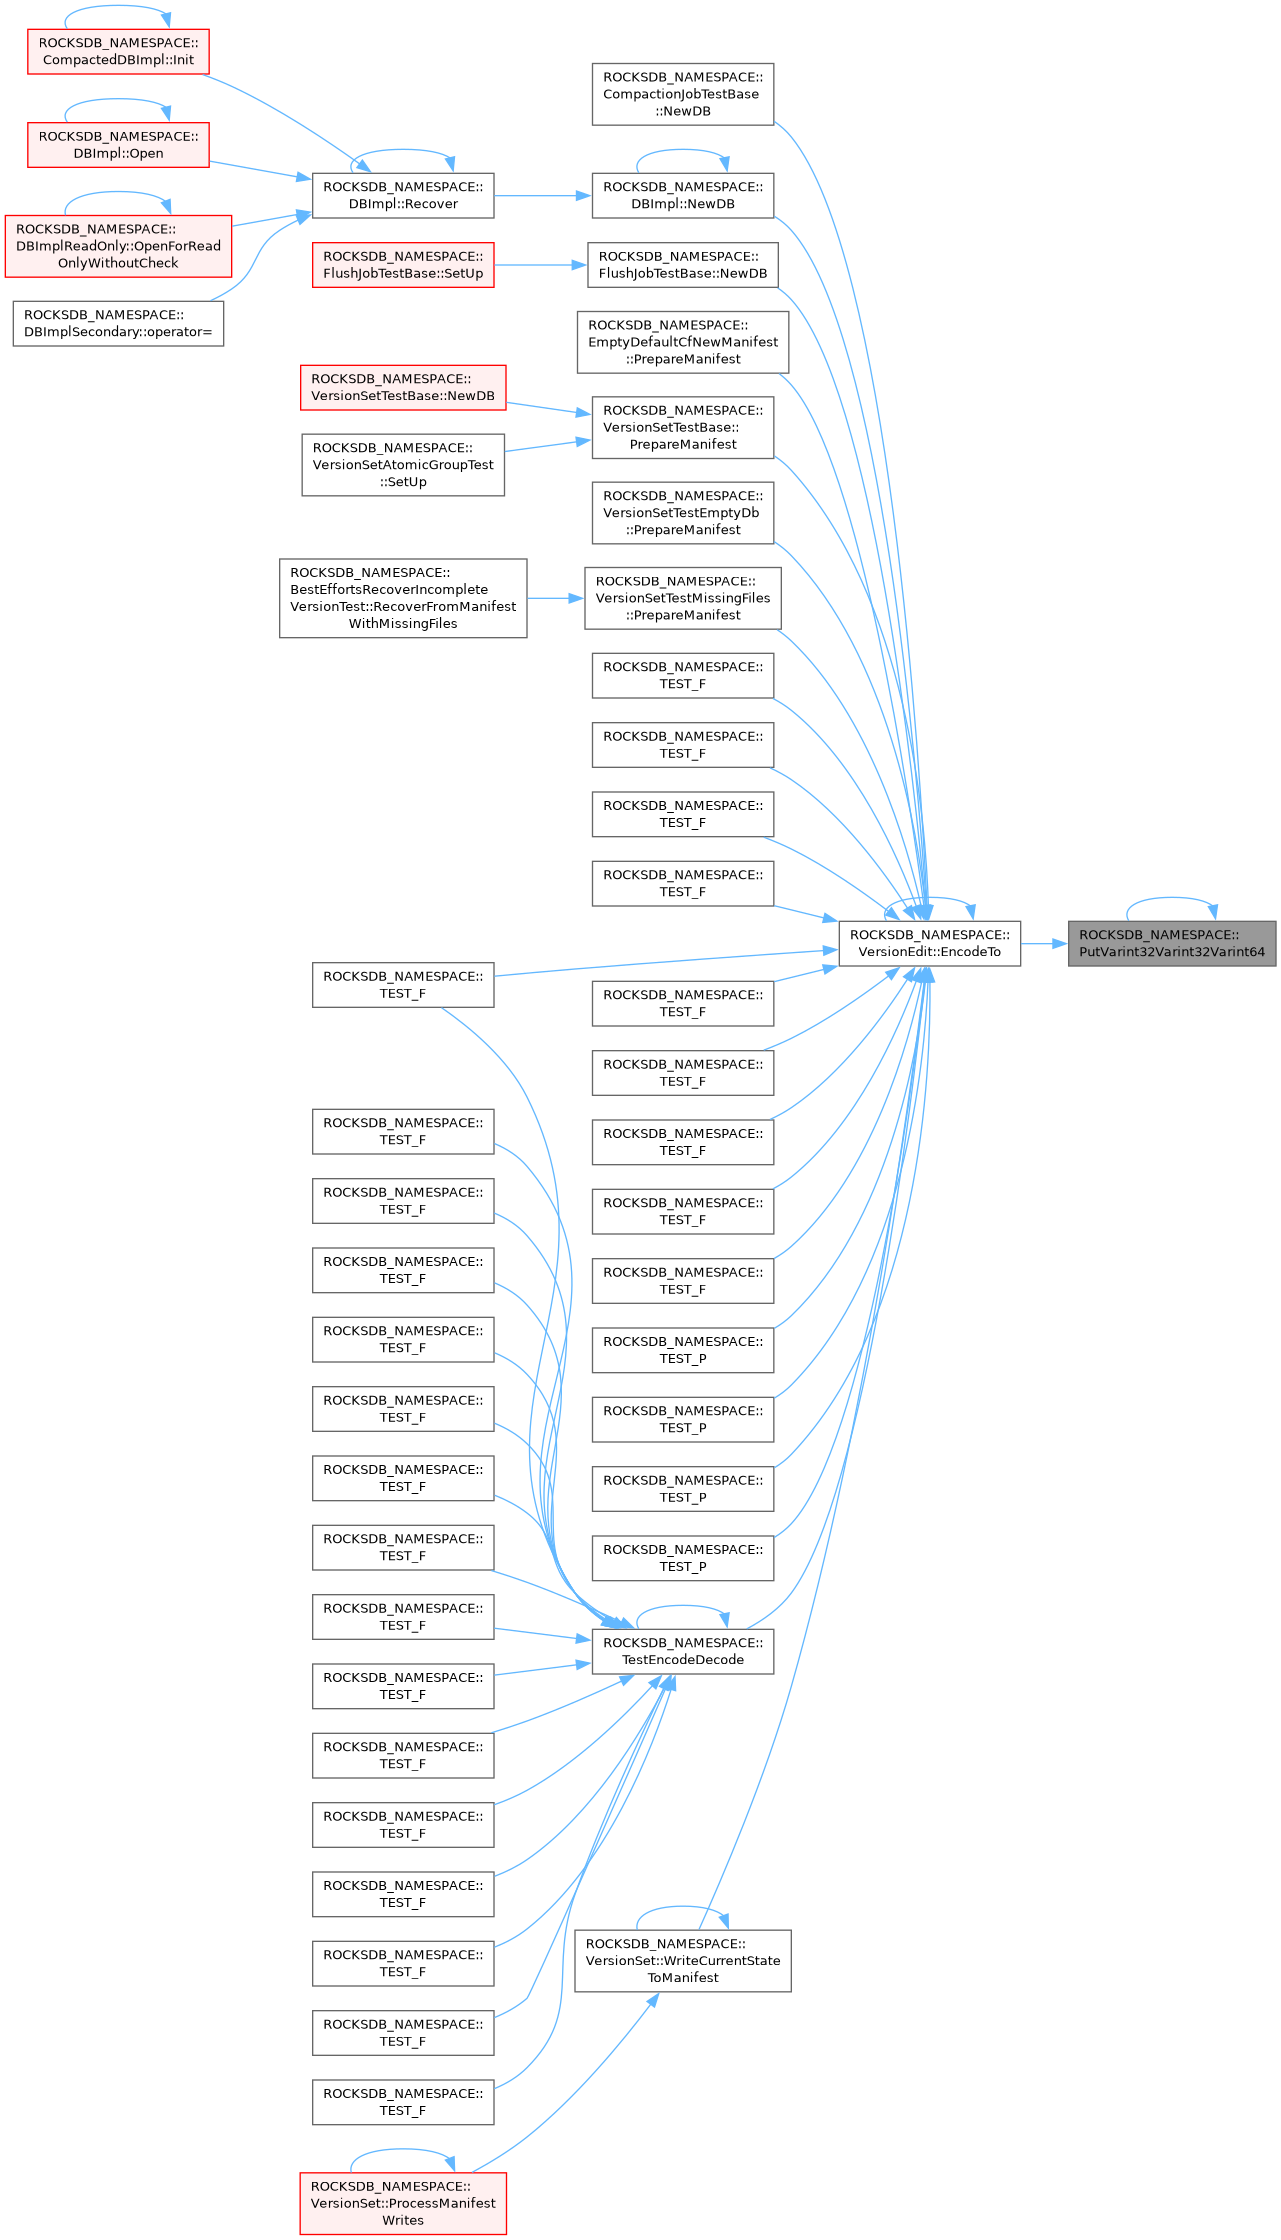 ROCKSDB_NAMESPACE::
CompactedDBImpl::Init
ROCKSDB_NAMESPACE::
DBImpl::Open
ROCKSDB_NAMESPACE::
DBImplReadOnly::OpenForRead
OnlyWithoutCheck
ROCKSDB_NAMESPACE::
DBImplSecondary::operator=
ROCKSDB_NAMESPACE::
DBImpl::Recover
ROCKSDB_NAMESPACE::
FlushJobTestBase::SetUp
ROCKSDB_NAMESPACE::
VersionSetTestBase::NewDB
ROCKSDB_NAMESPACE::
VersionSetAtomicGroupTest
::SetUp
ROCKSDB_NAMESPACE::
BestEffortsRecoverIncomplete
VersionTest::RecoverFromManifest
WithMissingFiles
ROCKSDB_NAMESPACE::
TEST_F
ROCKSDB_NAMESPACE::
TEST_F
ROCKSDB_NAMESPACE::
TEST_F
ROCKSDB_NAMESPACE::
TEST_F
ROCKSDB_NAMESPACE::
TEST_F
ROCKSDB_NAMESPACE::
TEST_F
ROCKSDB_NAMESPACE::
TEST_F
ROCKSDB_NAMESPACE::
TEST_F
ROCKSDB_NAMESPACE::
TEST_F
ROCKSDB_NAMESPACE::
TEST_F
ROCKSDB_NAMESPACE::
TEST_F
ROCKSDB_NAMESPACE::
TEST_F
ROCKSDB_NAMESPACE::
TEST_F
ROCKSDB_NAMESPACE::
TEST_F
ROCKSDB_NAMESPACE::
TEST_F
ROCKSDB_NAMESPACE::
TEST_F
ROCKSDB_NAMESPACE::
VersionSet::ProcessManifest
Writes
ROCKSDB_NAMESPACE::
CompactionJobTestBase
::NewDB
ROCKSDB_NAMESPACE::
DBImpl::NewDB
ROCKSDB_NAMESPACE::
FlushJobTestBase::NewDB
ROCKSDB_NAMESPACE::
EmptyDefaultCfNewManifest
::PrepareManifest
ROCKSDB_NAMESPACE::
VersionSetTestBase::
PrepareManifest
ROCKSDB_NAMESPACE::
VersionSetTestEmptyDb
::PrepareManifest
ROCKSDB_NAMESPACE::
VersionSetTestMissingFiles
::PrepareManifest
ROCKSDB_NAMESPACE::
TEST_F
ROCKSDB_NAMESPACE::
TEST_F
ROCKSDB_NAMESPACE::
TEST_F
ROCKSDB_NAMESPACE::
TEST_F
ROCKSDB_NAMESPACE::
TEST_F
ROCKSDB_NAMESPACE::
TEST_F
ROCKSDB_NAMESPACE::
TEST_F
ROCKSDB_NAMESPACE::
TEST_F
ROCKSDB_NAMESPACE::
TEST_F
ROCKSDB_NAMESPACE::
TEST_P
ROCKSDB_NAMESPACE::
TEST_P
ROCKSDB_NAMESPACE::
TEST_P
ROCKSDB_NAMESPACE::
TEST_P
ROCKSDB_NAMESPACE::
TestEncodeDecode
ROCKSDB_NAMESPACE::
VersionSet::WriteCurrentState
ToManifest
ROCKSDB_NAMESPACE::
VersionEdit::EncodeTo
ROCKSDB_NAMESPACE::
PutVarint32Varint32Varint64